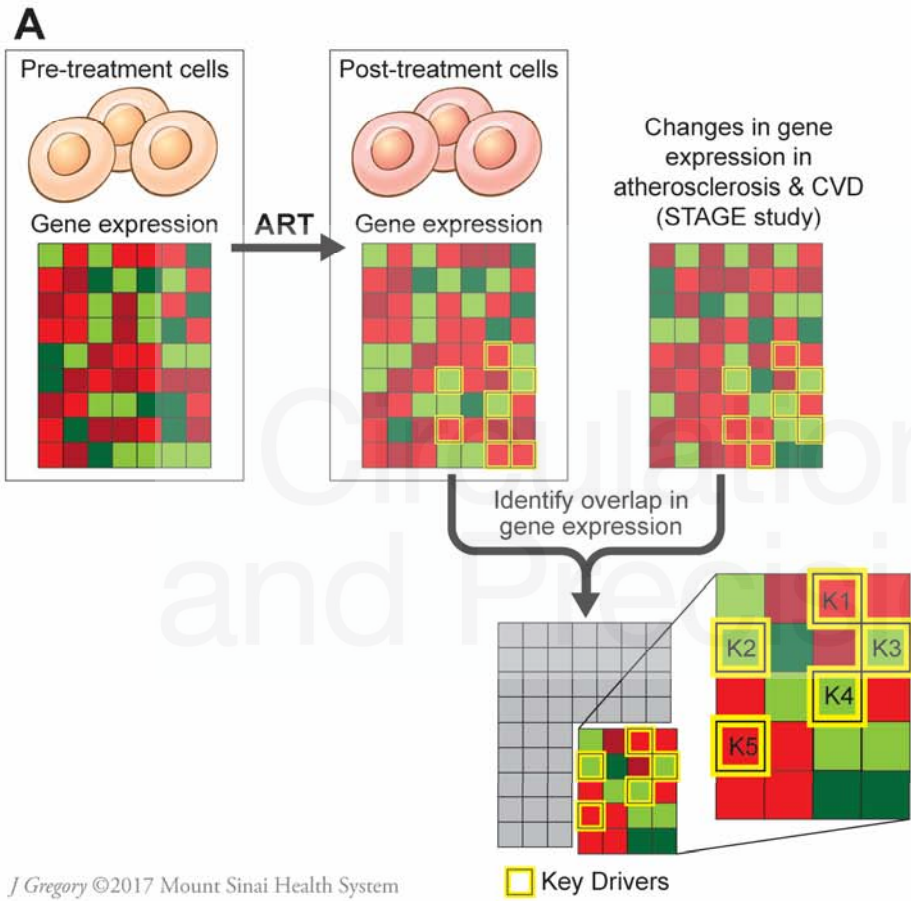 A
Pre-treatment cells
Gene expression
ART
Post-treatment cells
Gene expression
Changes in gene
expression in
atherosclerosis & CVD
(STAGE study)
Identify overlap in
gene expression
K1
K2
K3
K4
K5
Key Drivers
J Gregory ©2017 Mount Sinai Health System
Circulation
and